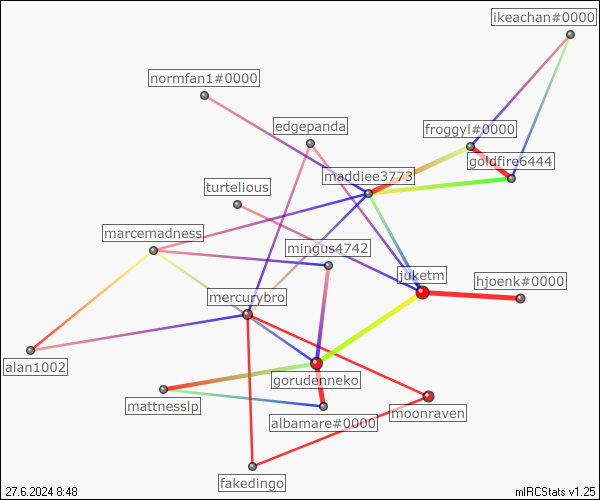 ikeachan#0000
normfan1#0000
edgepanda
froggyl#0000
goldfire6444
maddiee3773
turtelious
marcemadness
mingus4742
juketm
hjoenk#0000
mercurybro
alan1002
gorudenneko
mattnesslp
moonraven
albamare#0000
fakedingo
27.6.2024 8:48
mIRCStats v1.25